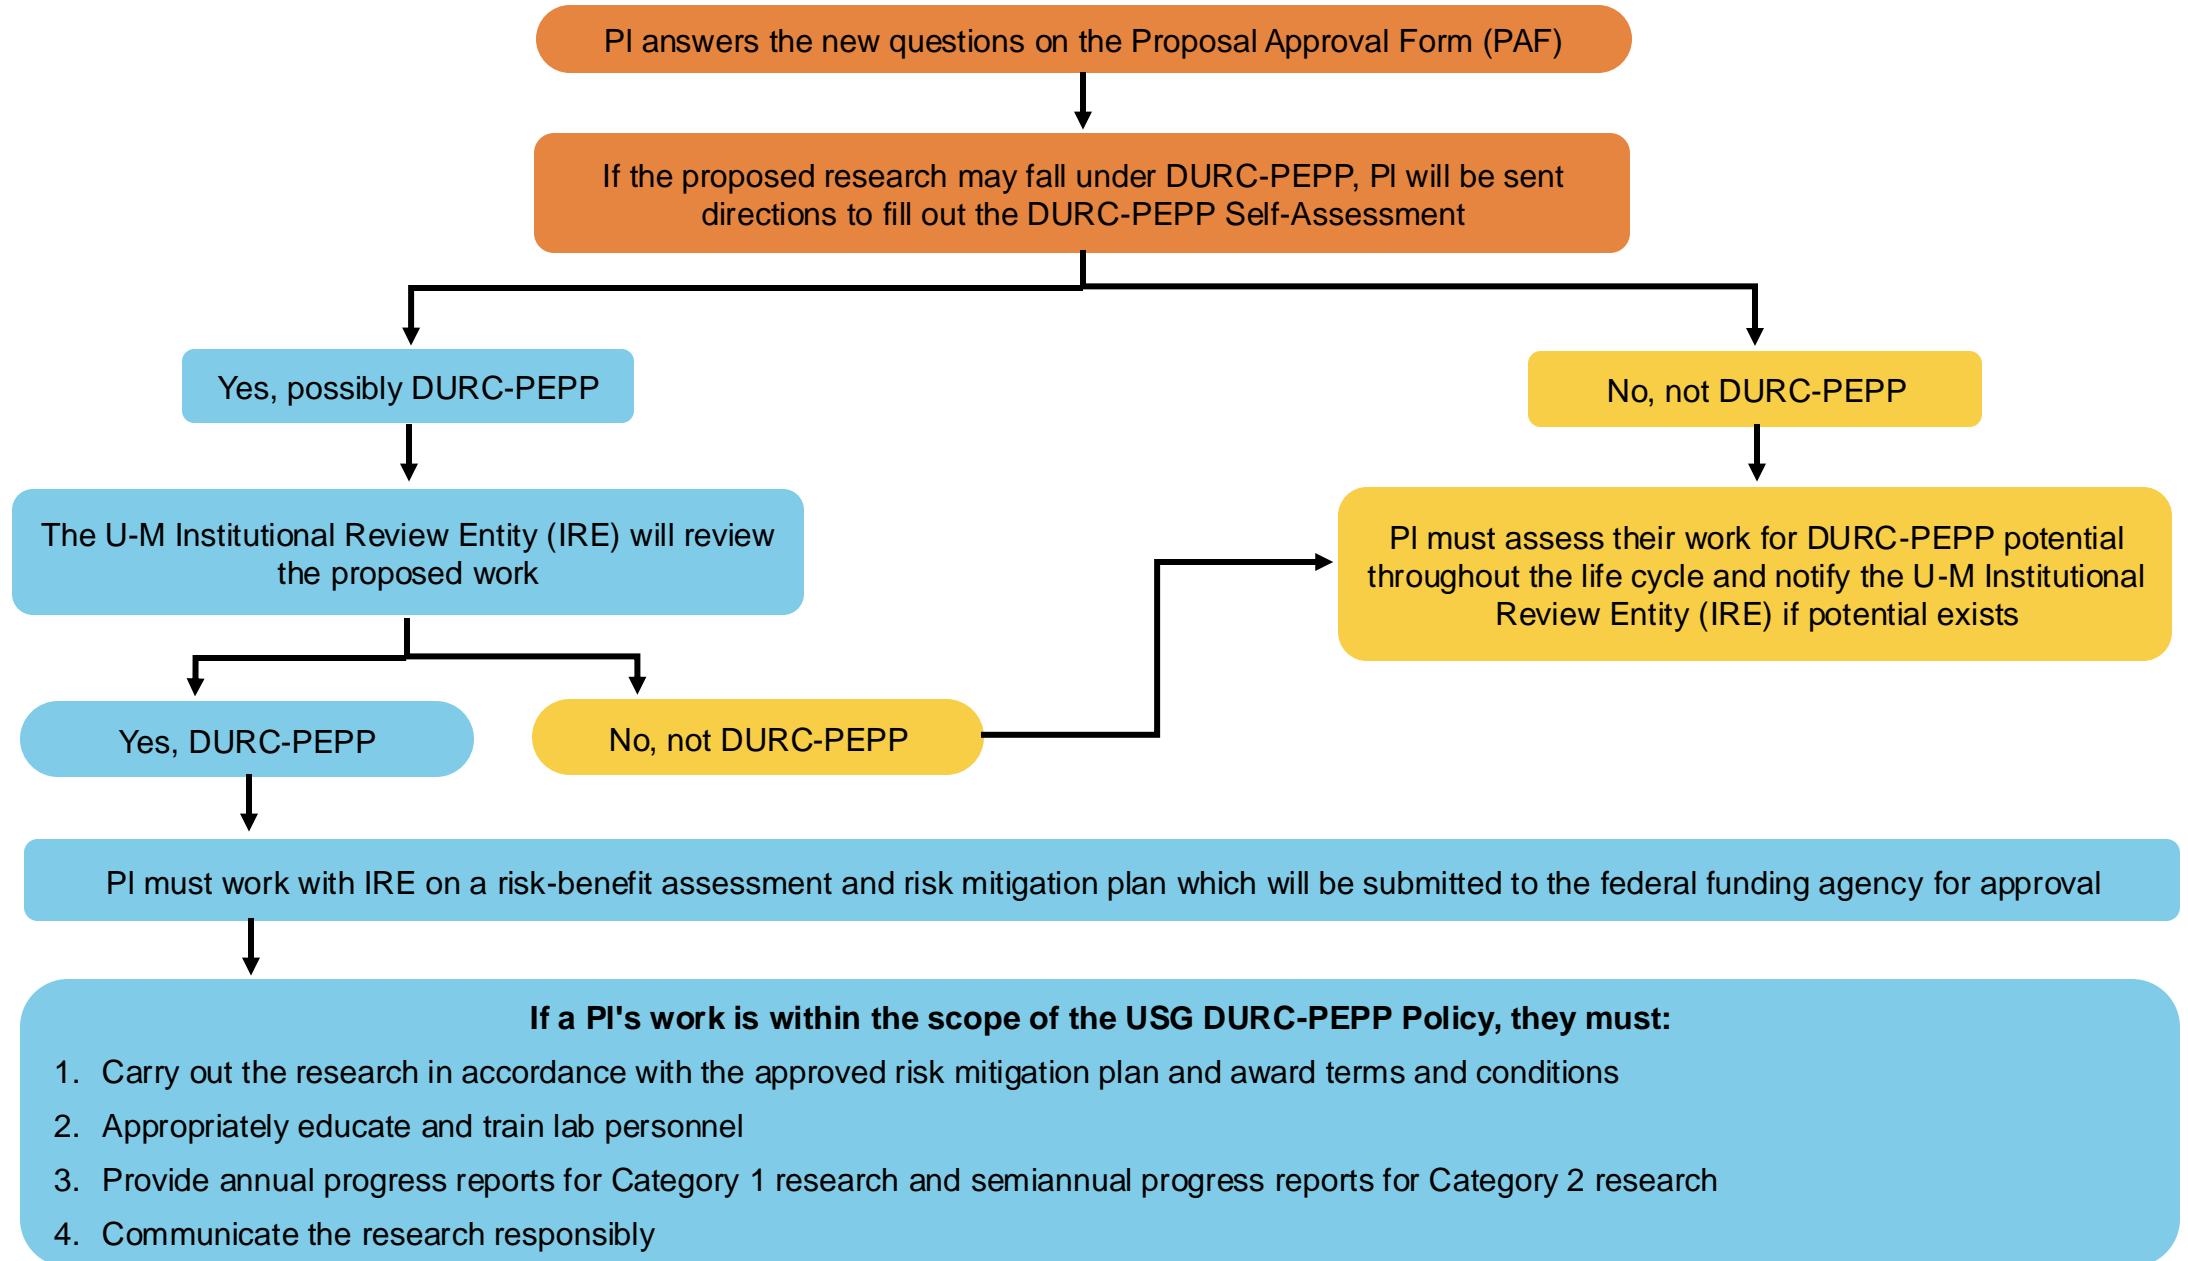 PI answers the new questions on the Proposal Approval Form (PAF)
If the proposed research may fall under DURC-PEPP, PI will be sent
directions to fill out the DURC-PEPP Self-Assessment
Yes, possibly DURC-PEPP
No, not DURC-PEPP
The U-M Institutional Review Entity (IRE) will review
the proposed work
PI must assess their work for DURC-PEPP potential
throughout the life cycle and notify the U-M Institutional
Review Entity (IRE) if potential exists
Yes, DURC-PEPP
No, not DURC-PEPP
PI must work with IRE on a risk-benefit assessment and risk mitigation plan which will be submitted to the federal funding agency for approval
If a PI's work is within the scope of the USG DURC-PEPP Policy, they must:
1. Carry out the research in accordance with the approved risk mitigation plan and award terms and conditions
2. Appropriately educate and train lab personnel
3. Provide annual progress reports for Category 1 research and semiannual progress reports for Category 2 research
4. Communicate the research responsibly